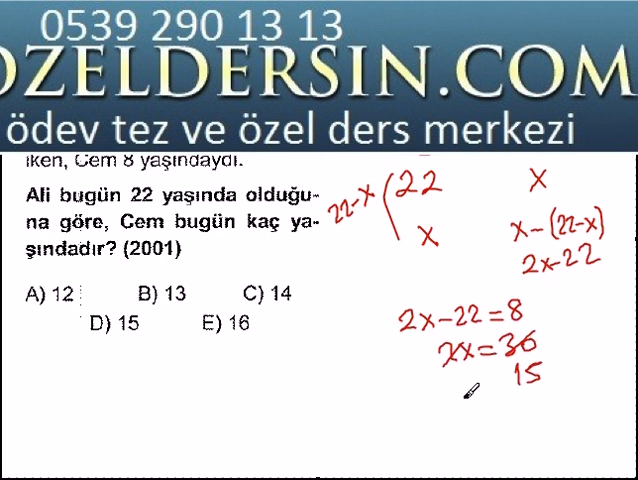 0539 290 13 13
OZELDERSIN.COM
ödev tez ve özel ders merkezi
iken, Cem 8 yaşındaydı.
Ali bugün 22 yaşında olduğu-
na göre, Cem bugün kaç ya-
şındadır? (2001)
A) 12 B) 13 C) 14
D) 15 E) 16
22-x 22 x
x x-(22-x)
2x-22
2x-22=8
2x=30
15